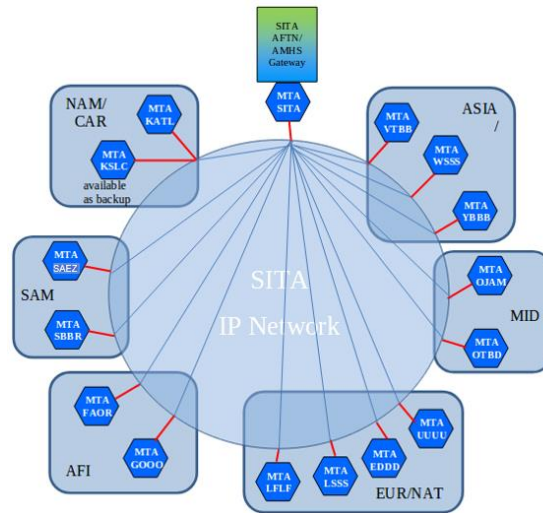 SITA
AFTN/
AMHS
Gateway
MTA
SITA
NAM/
CAR
MTA
KATL
MTA
KSLC
available
as backup
ASIA
/
MTA
VTBB
MTA
WSSS
MTA
YBBB
MTA
SAEZ
SAM
MTA
SBBR
SITA
IP Network
MTA
OJAM
MID
MTA
OTBD
MTA
FAOR
MTA
GOOO
AFI
MTA
LFLF
MTA
LSSS
MTA
EDDD
MTA
UUUU
EUR/NAT